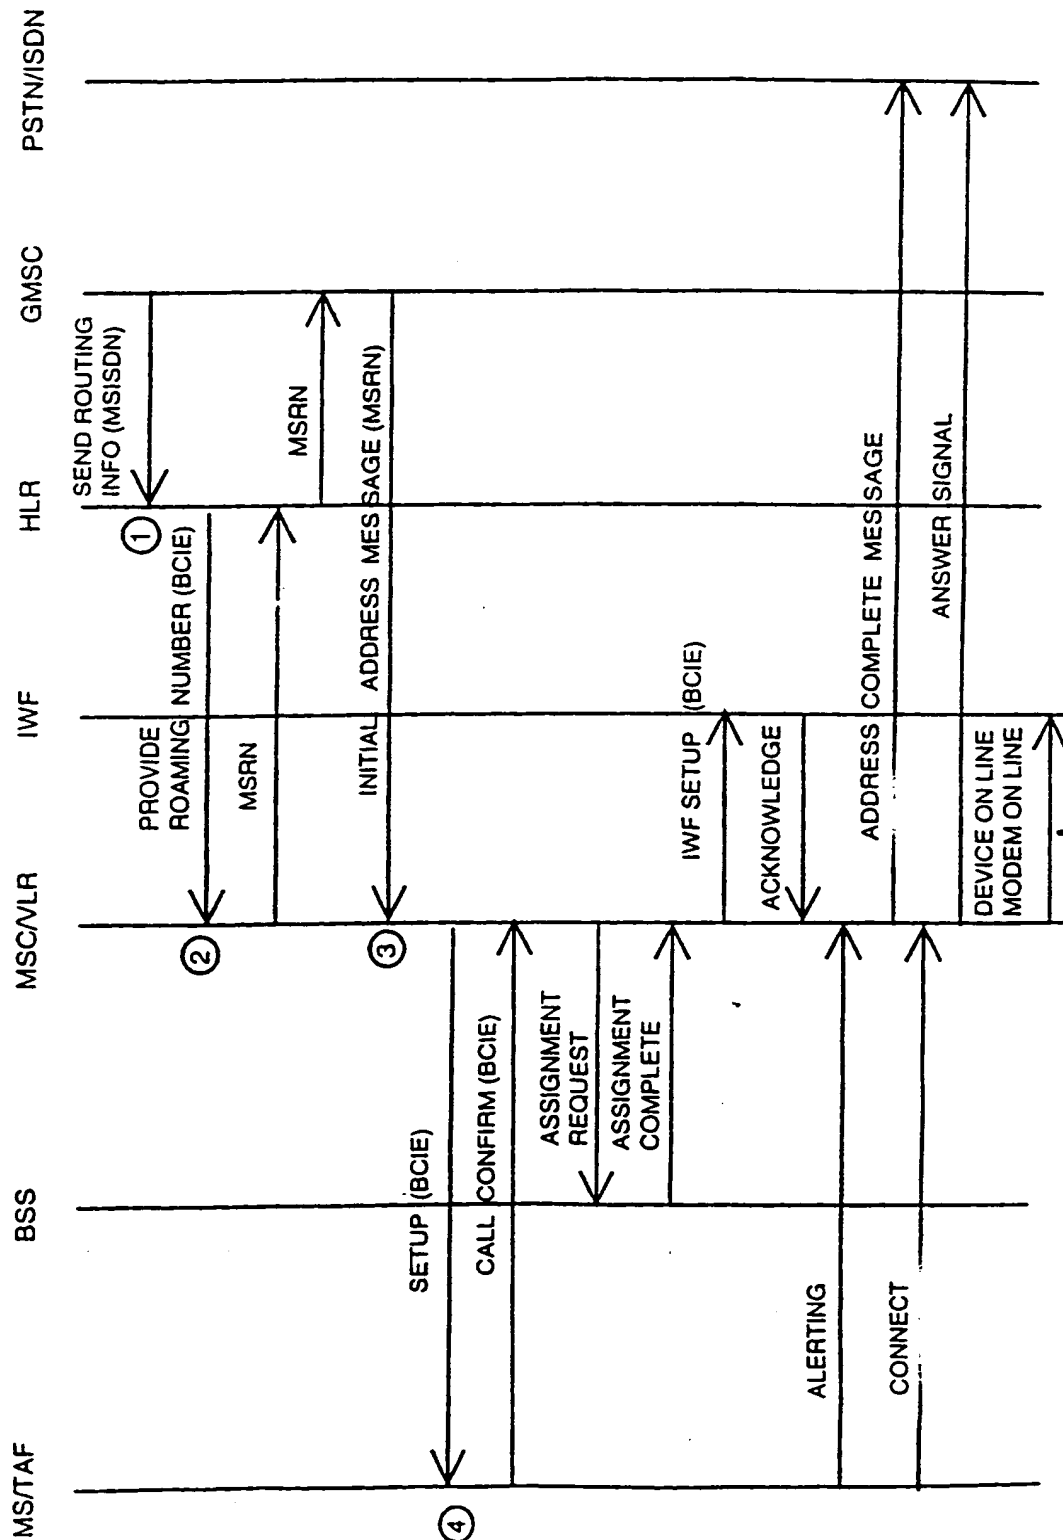 MS/TAF
BSS
MSC/VLR
IWF
HLR
GMSC
PSTN/ISDN
SEND ROUTING
INFO (MSISDN)
1
PROVIDE
ROAMING NUMBER (BCIE)
2
MSRN
MSRN
INITIAL ADDRESS MESSAGE (MSRN)
3
SETUP (BCIE)
4
CALL CONFIRM (BCIE)
ASSIGNMENT
REQUEST
ASSIGNMENT
COMPLETE
IWF SETUP (BCIE)
ACKNOWLEDGE
ALERTING
ADDRESS COMPLETE MESSAGE
CONNECT
ANSWER SIGNAL
DEVICE ON LINE
MODEM ON LINE